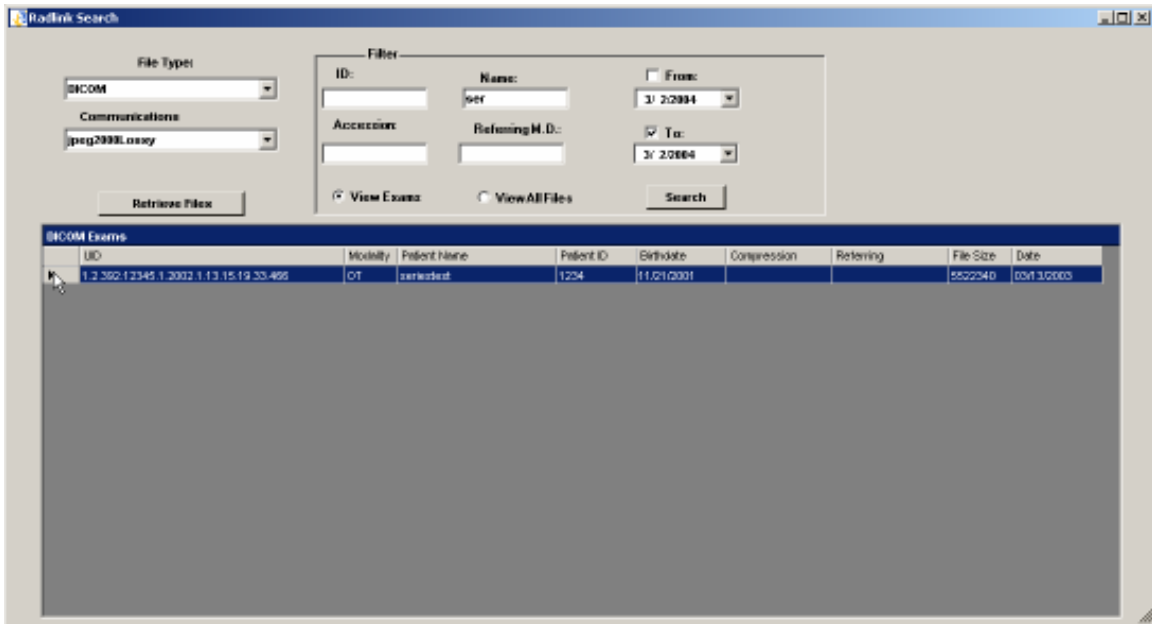 Radlink Search
File Type:
DICOM
Communications
jpeg2000Lossy
Retrieve Files
Filter
ID:
Name:
ser
From:
3/ 2/2004
Accession:
Referring M.D.:
To:
3/ 2/2004
View Exams
View All Files
Search
DICOM Exams
UID Modality Patient Name Patient ID Birthdate Compression Referring File Size Date
1.2.392.12345.1.2002.1.13.15.19.33.466 OT seriestest 1234 11/21/2001 5522340 03/13/2003